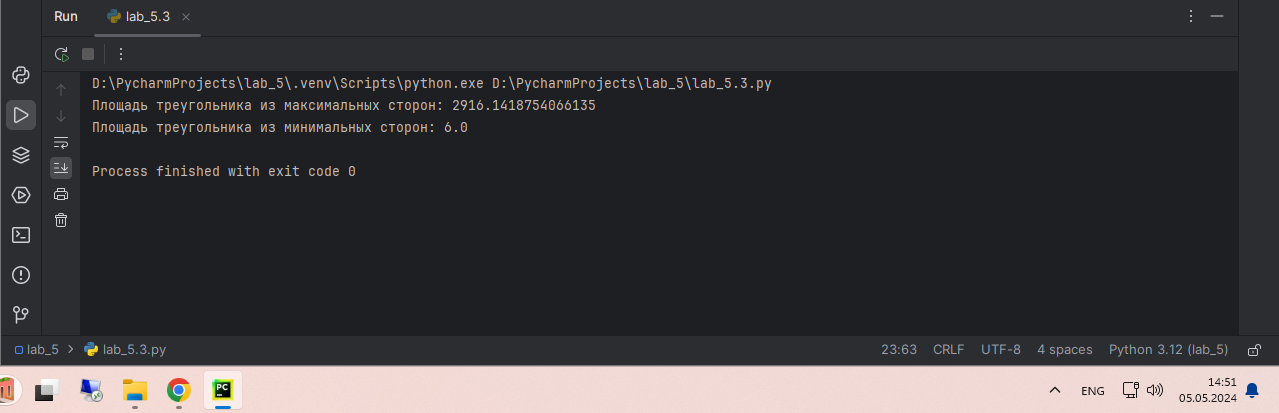 Run lab_5.3
D:\PycharmProjects\lab_5\.venv\Scripts\python.exe D:\PycharmProjects\lab_5\lab_5.3.py
Площадь треугольника из максимальных сторон: 2916.1418754066135
Площадь треугольника из минимальных сторон: 6.0
Process finished with exit code 0
lab_5 > lab_5.3.py 23:63 CRLF UTF-8 4 spaces Python 3.12 (lab_5)
PC ENG 14:51
05.05.2024